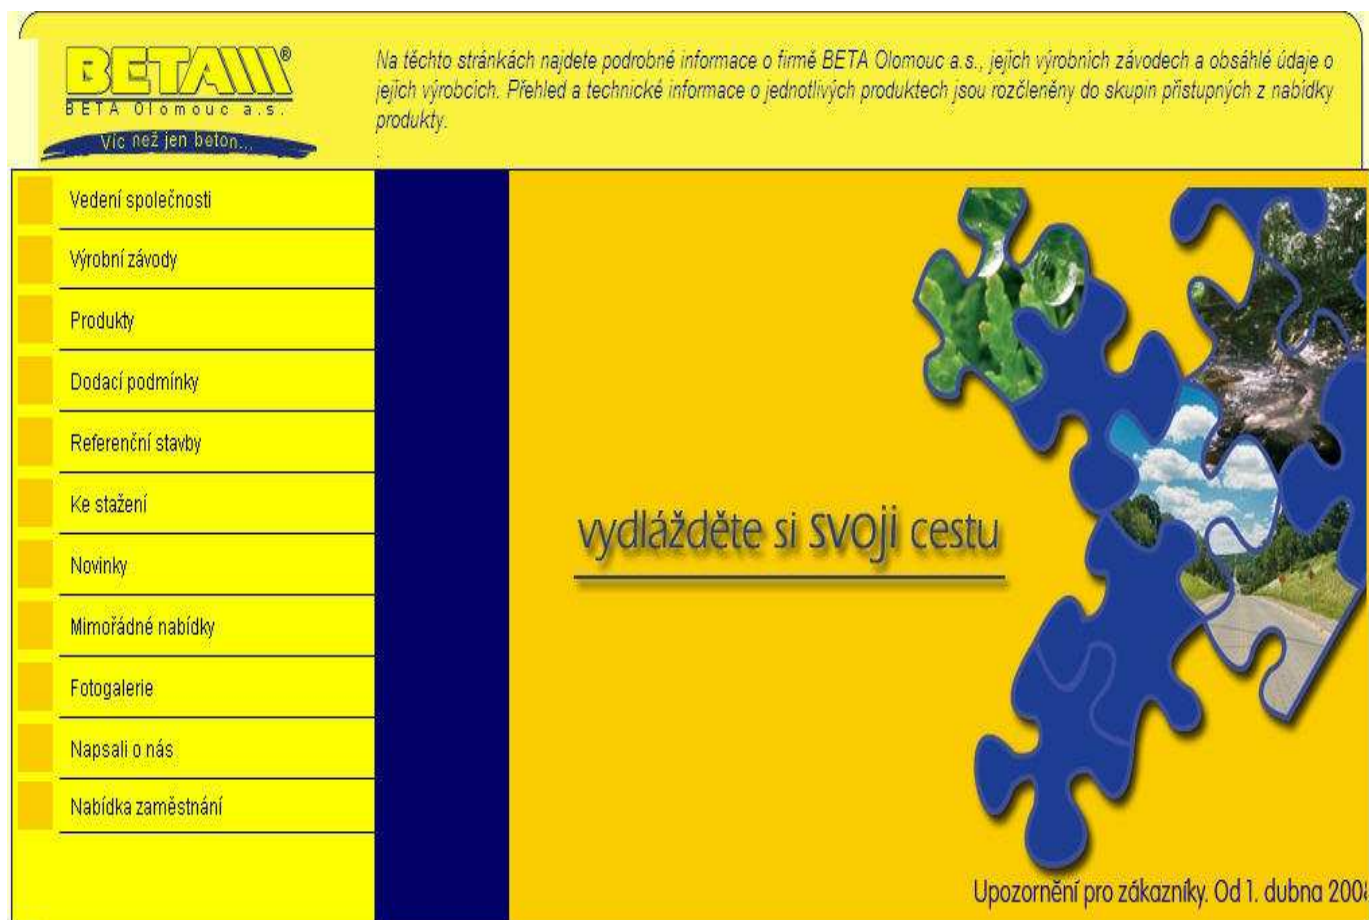 BETA ®
BETA Olomouc a.s.
Víc než jen beton...
Na těchto stránkách najdete podrobné informace o firmě BETA Olomouc a.s., jejích výrobních závodech a obsáhlé údaje o
jejích výrobcích. Přehled a technické informace o jednotlivých produktech jsou rozčleněny do skupin přístupných z nabídky
produkty.
Vedení společnosti
Výrobní závody
Produkty
Dodací podmínky
Referenční stavby
Ke stažení
Novinky
Mimořádné nabídky
Fotogalerie
Napsali o nás
Nabídka zaměstnání
vydlážděte si svoji cestu
Upozornění pro zákazníky. Od 1. dubna